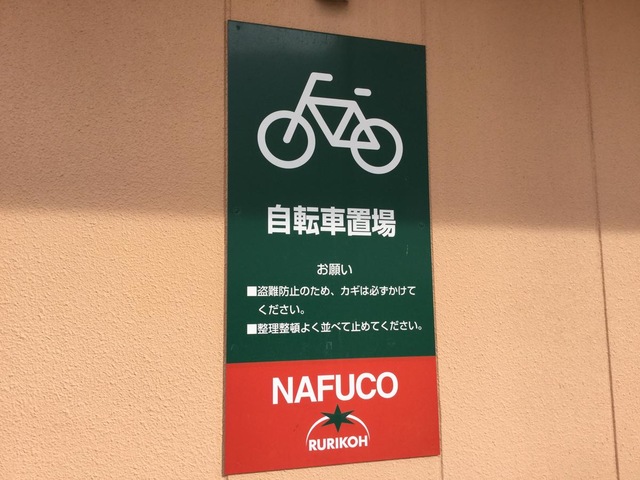 自転車置場
お願い
■盗難防止のため、カギは必ずかけて
ください。
■整理整頓よく並べて止めてください。
NAFUCO
RURIKOH